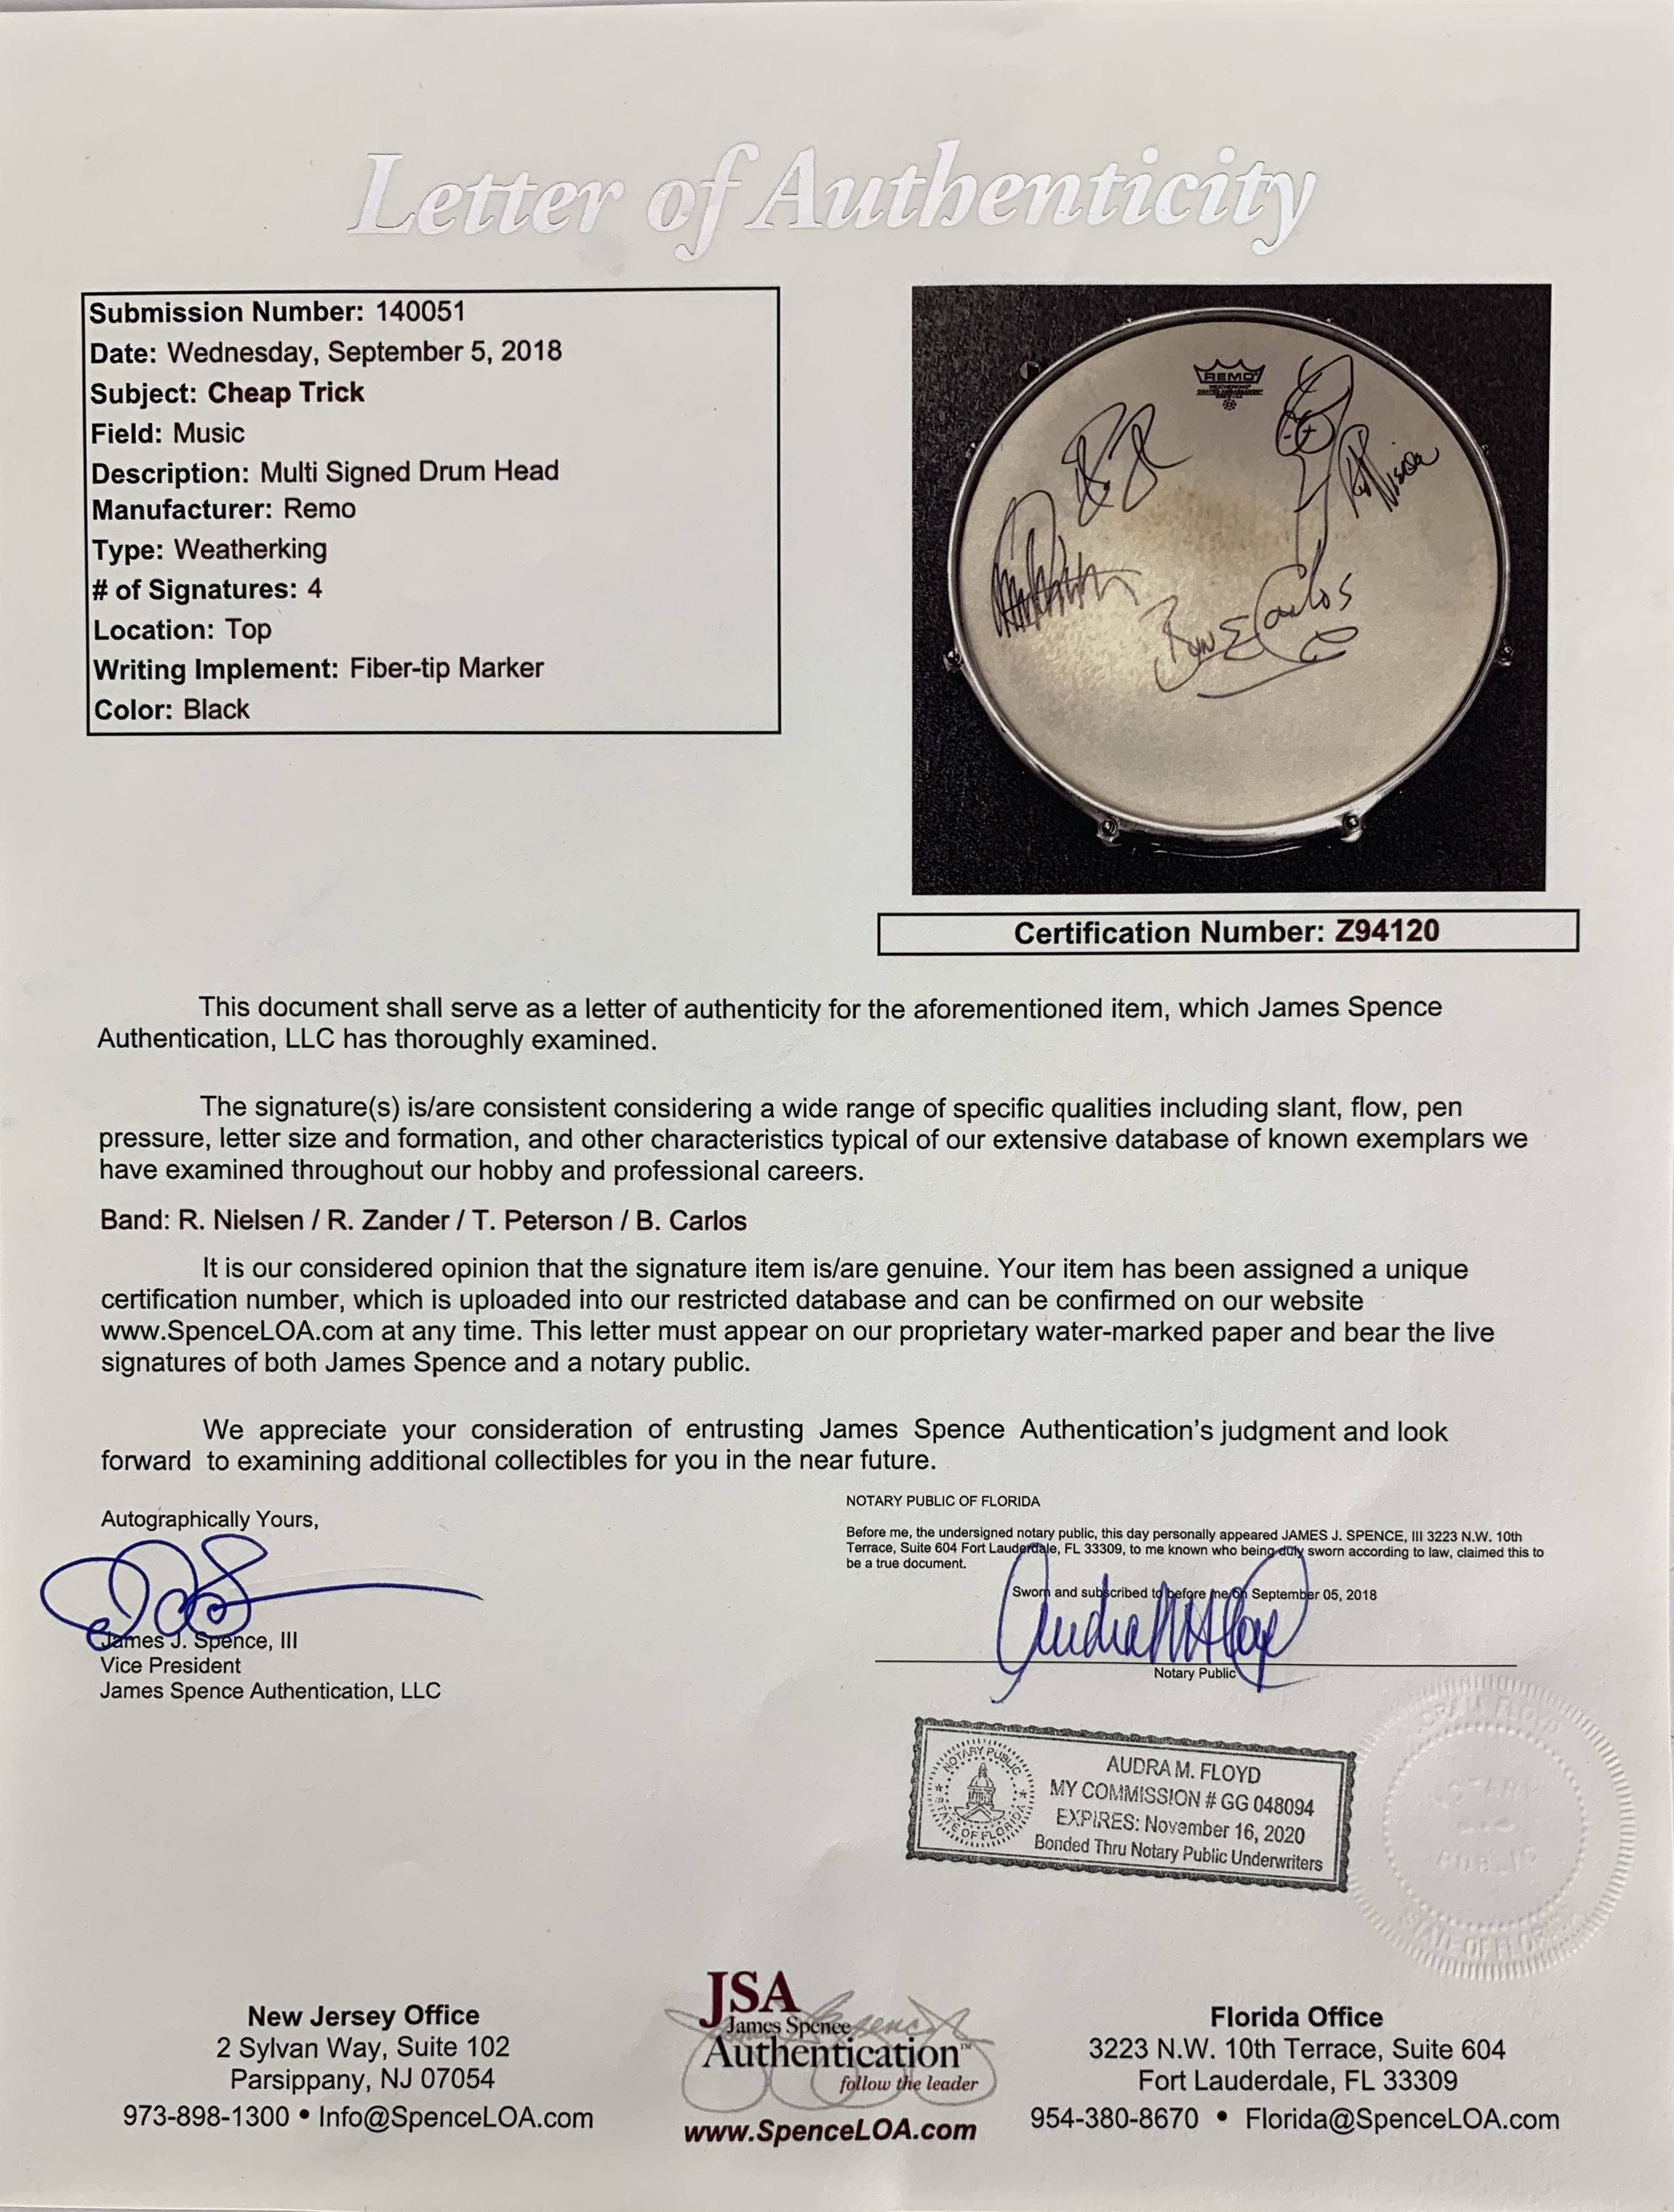 Letter of Authenticity
Submission Number: 140051
Date: Wednesday, September 5, 2018
Subject: Cheap Trick
Field: Music
Description: Multi Signed Drum Head
Manufacturer: Remo
Type: Weatherking
# of Signatures: 4
Location: Top
Writing Implement: Fiber-tip Marker
Color: Black
REMO
WEATHERKING
Bun E Carlos
Certification Number: Z94120
This document shall serve as a letter of authenticity for the aforementioned item, which James Spence
Authentication, LLC has thoroughly examined.
The signature(s) is/are consistent considering a wide range of specific qualities including slant, flow, pen
pressure, letter size and formation, and other characteristics typical of our extensive database of known exemplars we
have examined throughout our hobby and professional careers.
Band: R. Nielsen / R. Zander / T. Peterson / B. Carlos
It is our considered opinion that the signature item is/are genuine. Your item has been assigned a unique
certification number, which is uploaded into our restricted database and can be confirmed on our website
www.SpenceLOA.com at any time. This letter must appear on our proprietary water-marked paper and bear the live
signatures of both James Spence and a notary public.
We appreciate your consideration of entrusting James Spence Authentication's judgment and look
forward to examining additional collectibles for you in the near future.
Autographically Yours,
James J. Spence, III
Vice President
James Spence Authentication, LLC
NOTARY PUBLIC OF FLORIDA
Before me, the undersigned notary public, this day personally appeared JAMES J. SPENCE, III 3223 N.W. 10th
Terrace, Suite 604 Fort Lauderdale, FL 33309, to me known who being duly sworn according to law, claimed this to
be a true document.
Sworn and subscribed to before me on September 05, 2018
Audra M Floyd
Notary Public
NOTARY PUBLIC
STATE OF FLORIDA
AUDRA M. FLOYD
MY COMMISSION # GG 048094
EXPIRES: November 16, 2020
Bonded Thru Notary Public Underwriters
NOTARY
PUBLIC
New Jersey Office
2 Sylvan Way, Suite 102
Parsippany, NJ 07054
973-898-1300 • Info@SpenceLOA.com
JSA
James Spence
Authentication™
follow the leader
www.SpenceLOA.com
Florida Office
3223 N.W. 10th Terrace, Suite 604
Fort Lauderdale, FL 33309
954-380-8670 • Florida@SpenceLOA.com